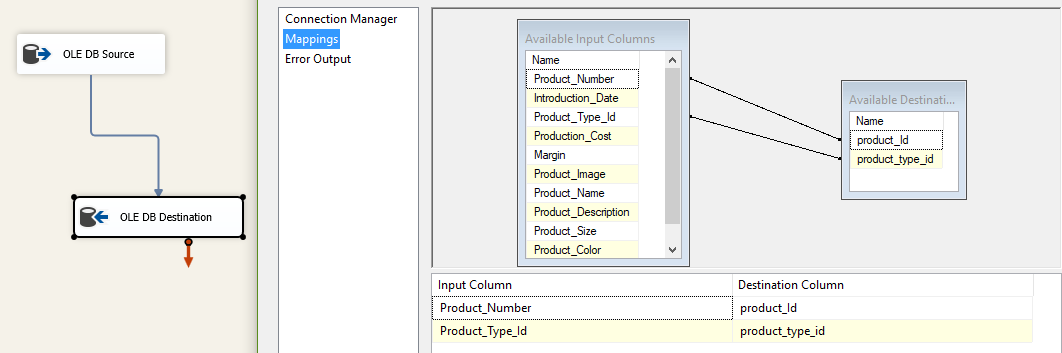 OLE DB Source
OLE DB Destination
Connection Manager
Mappings
Error Output
Available Input Columns
Name
Product_Number
Introduction_Date
Product_Type_Id
Production_Cost
Margin
Product_Image
Product_Name
Product_Description
Product_Size
Product_Color
Available Destinati...
Name
product_Id
product_type_id
Input Column Destination Column
Product_Number product_Id
Product_Type_Id product_type_id